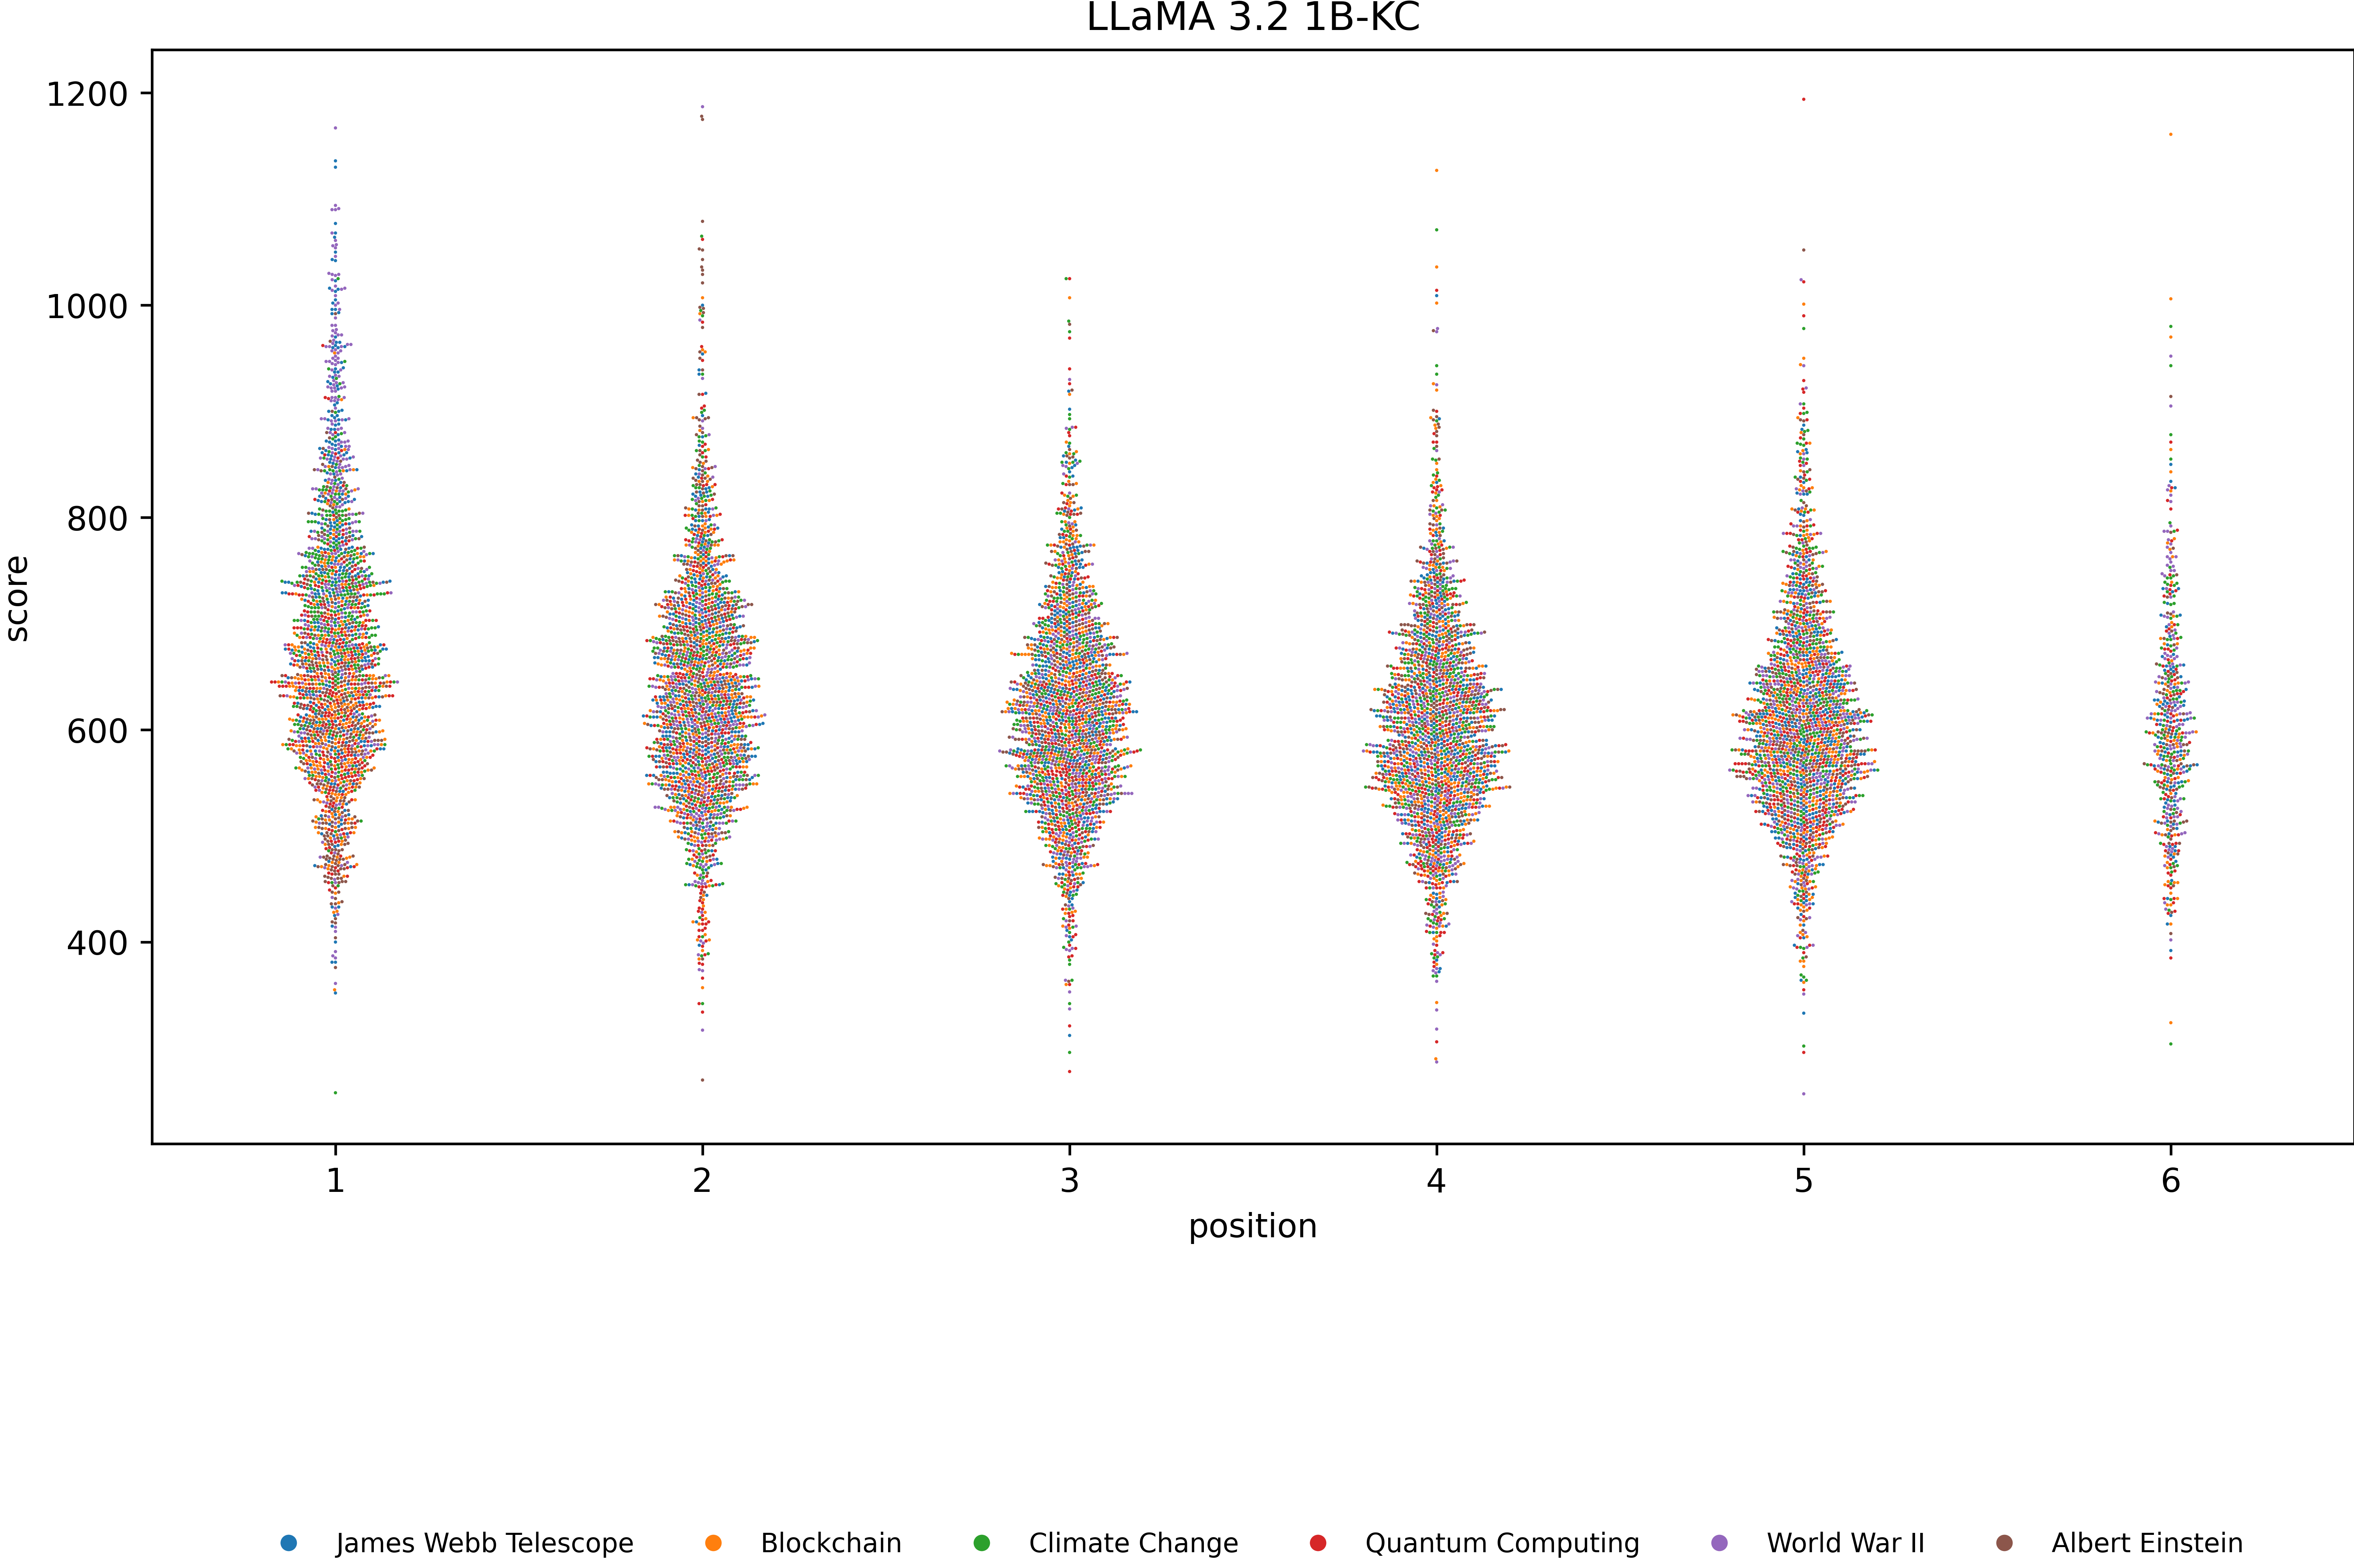 LLaMA 3.2 1B-KC
1200
1000
800
600
400
score
1 2 3 4 5 6
position
James Webb Telescope Blockchain Climate Change Quantum Computing World War II Albert Einstein